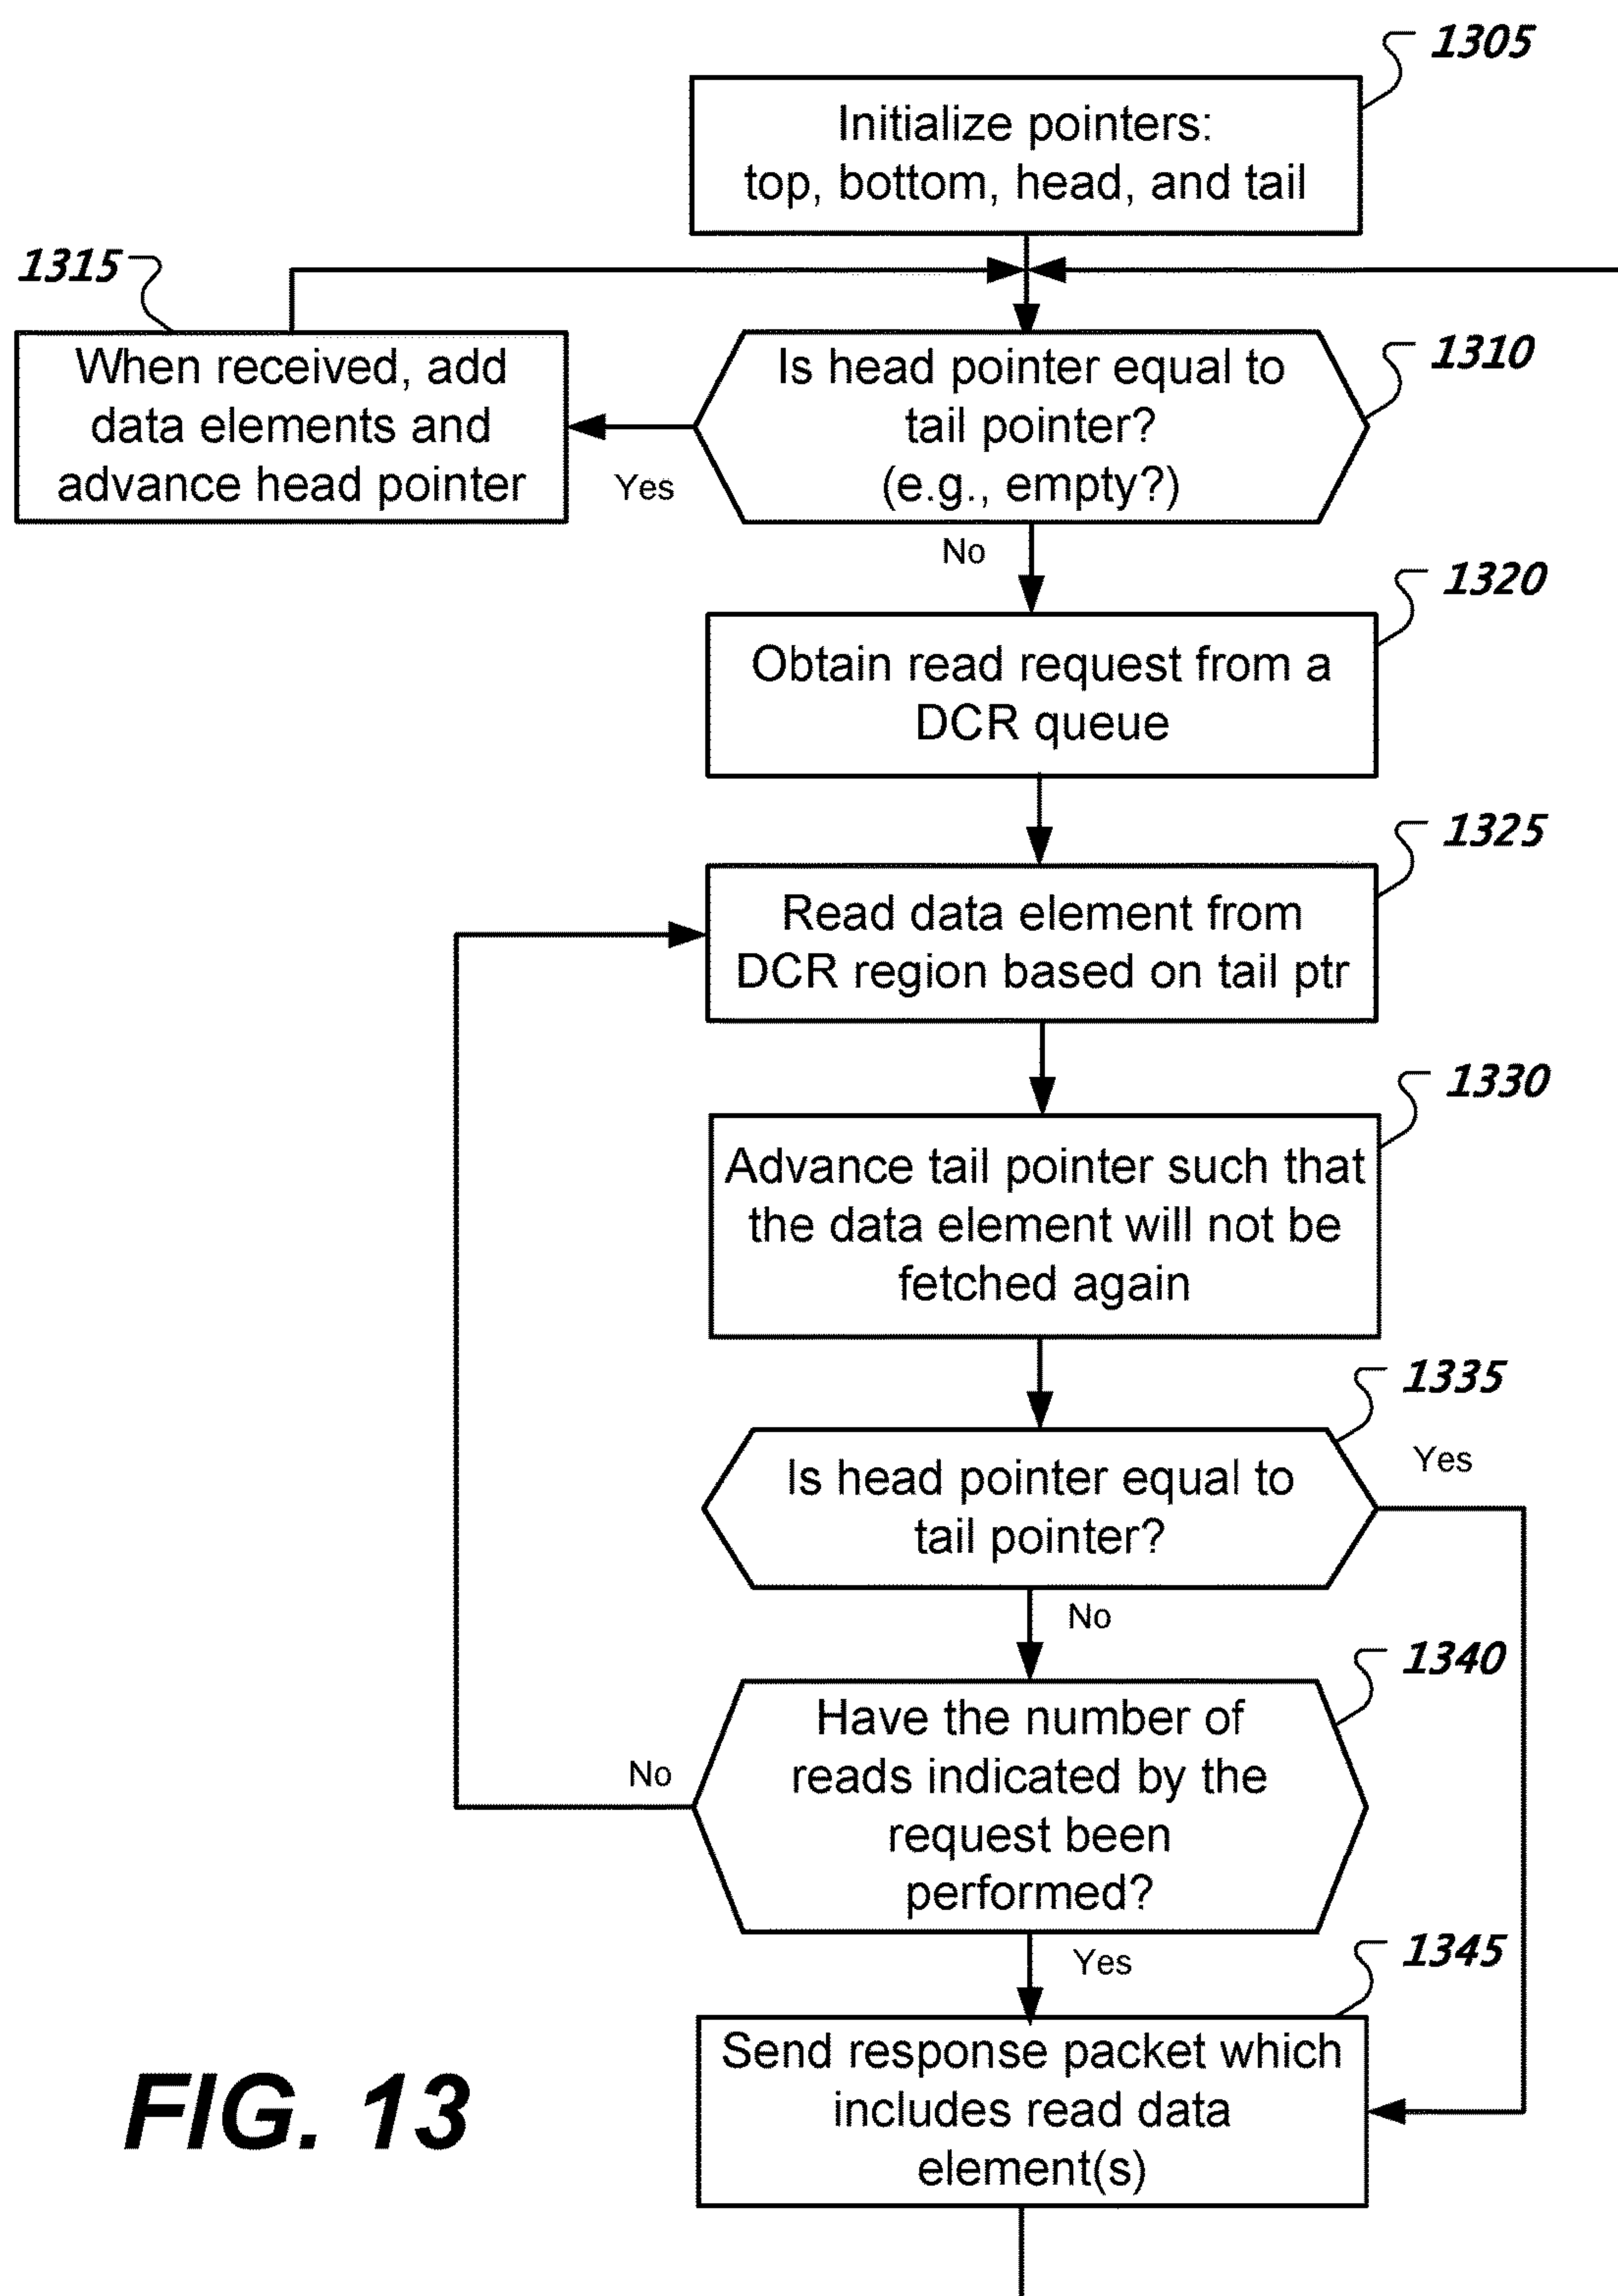 1305
Initialize pointers:
top, bottom, head, and tail
1315
When received, add
data elements and
advance head pointer
Yes
1310
Is head pointer equal to
tail pointer?
(e.g., empty?)
No
1320
Obtain read request from a
DCR queue
1325
Read data element from
DCR region based on tail ptr
1330
Advance tail pointer such that
the data element will not be
fetched again
1335
Is head pointer equal to
tail pointer?
Yes
No
1340
Have the number of
reads indicated by the
request been
performed?
No
Yes
1345
Send response packet which
includes read data
element(s)
FIG. 13